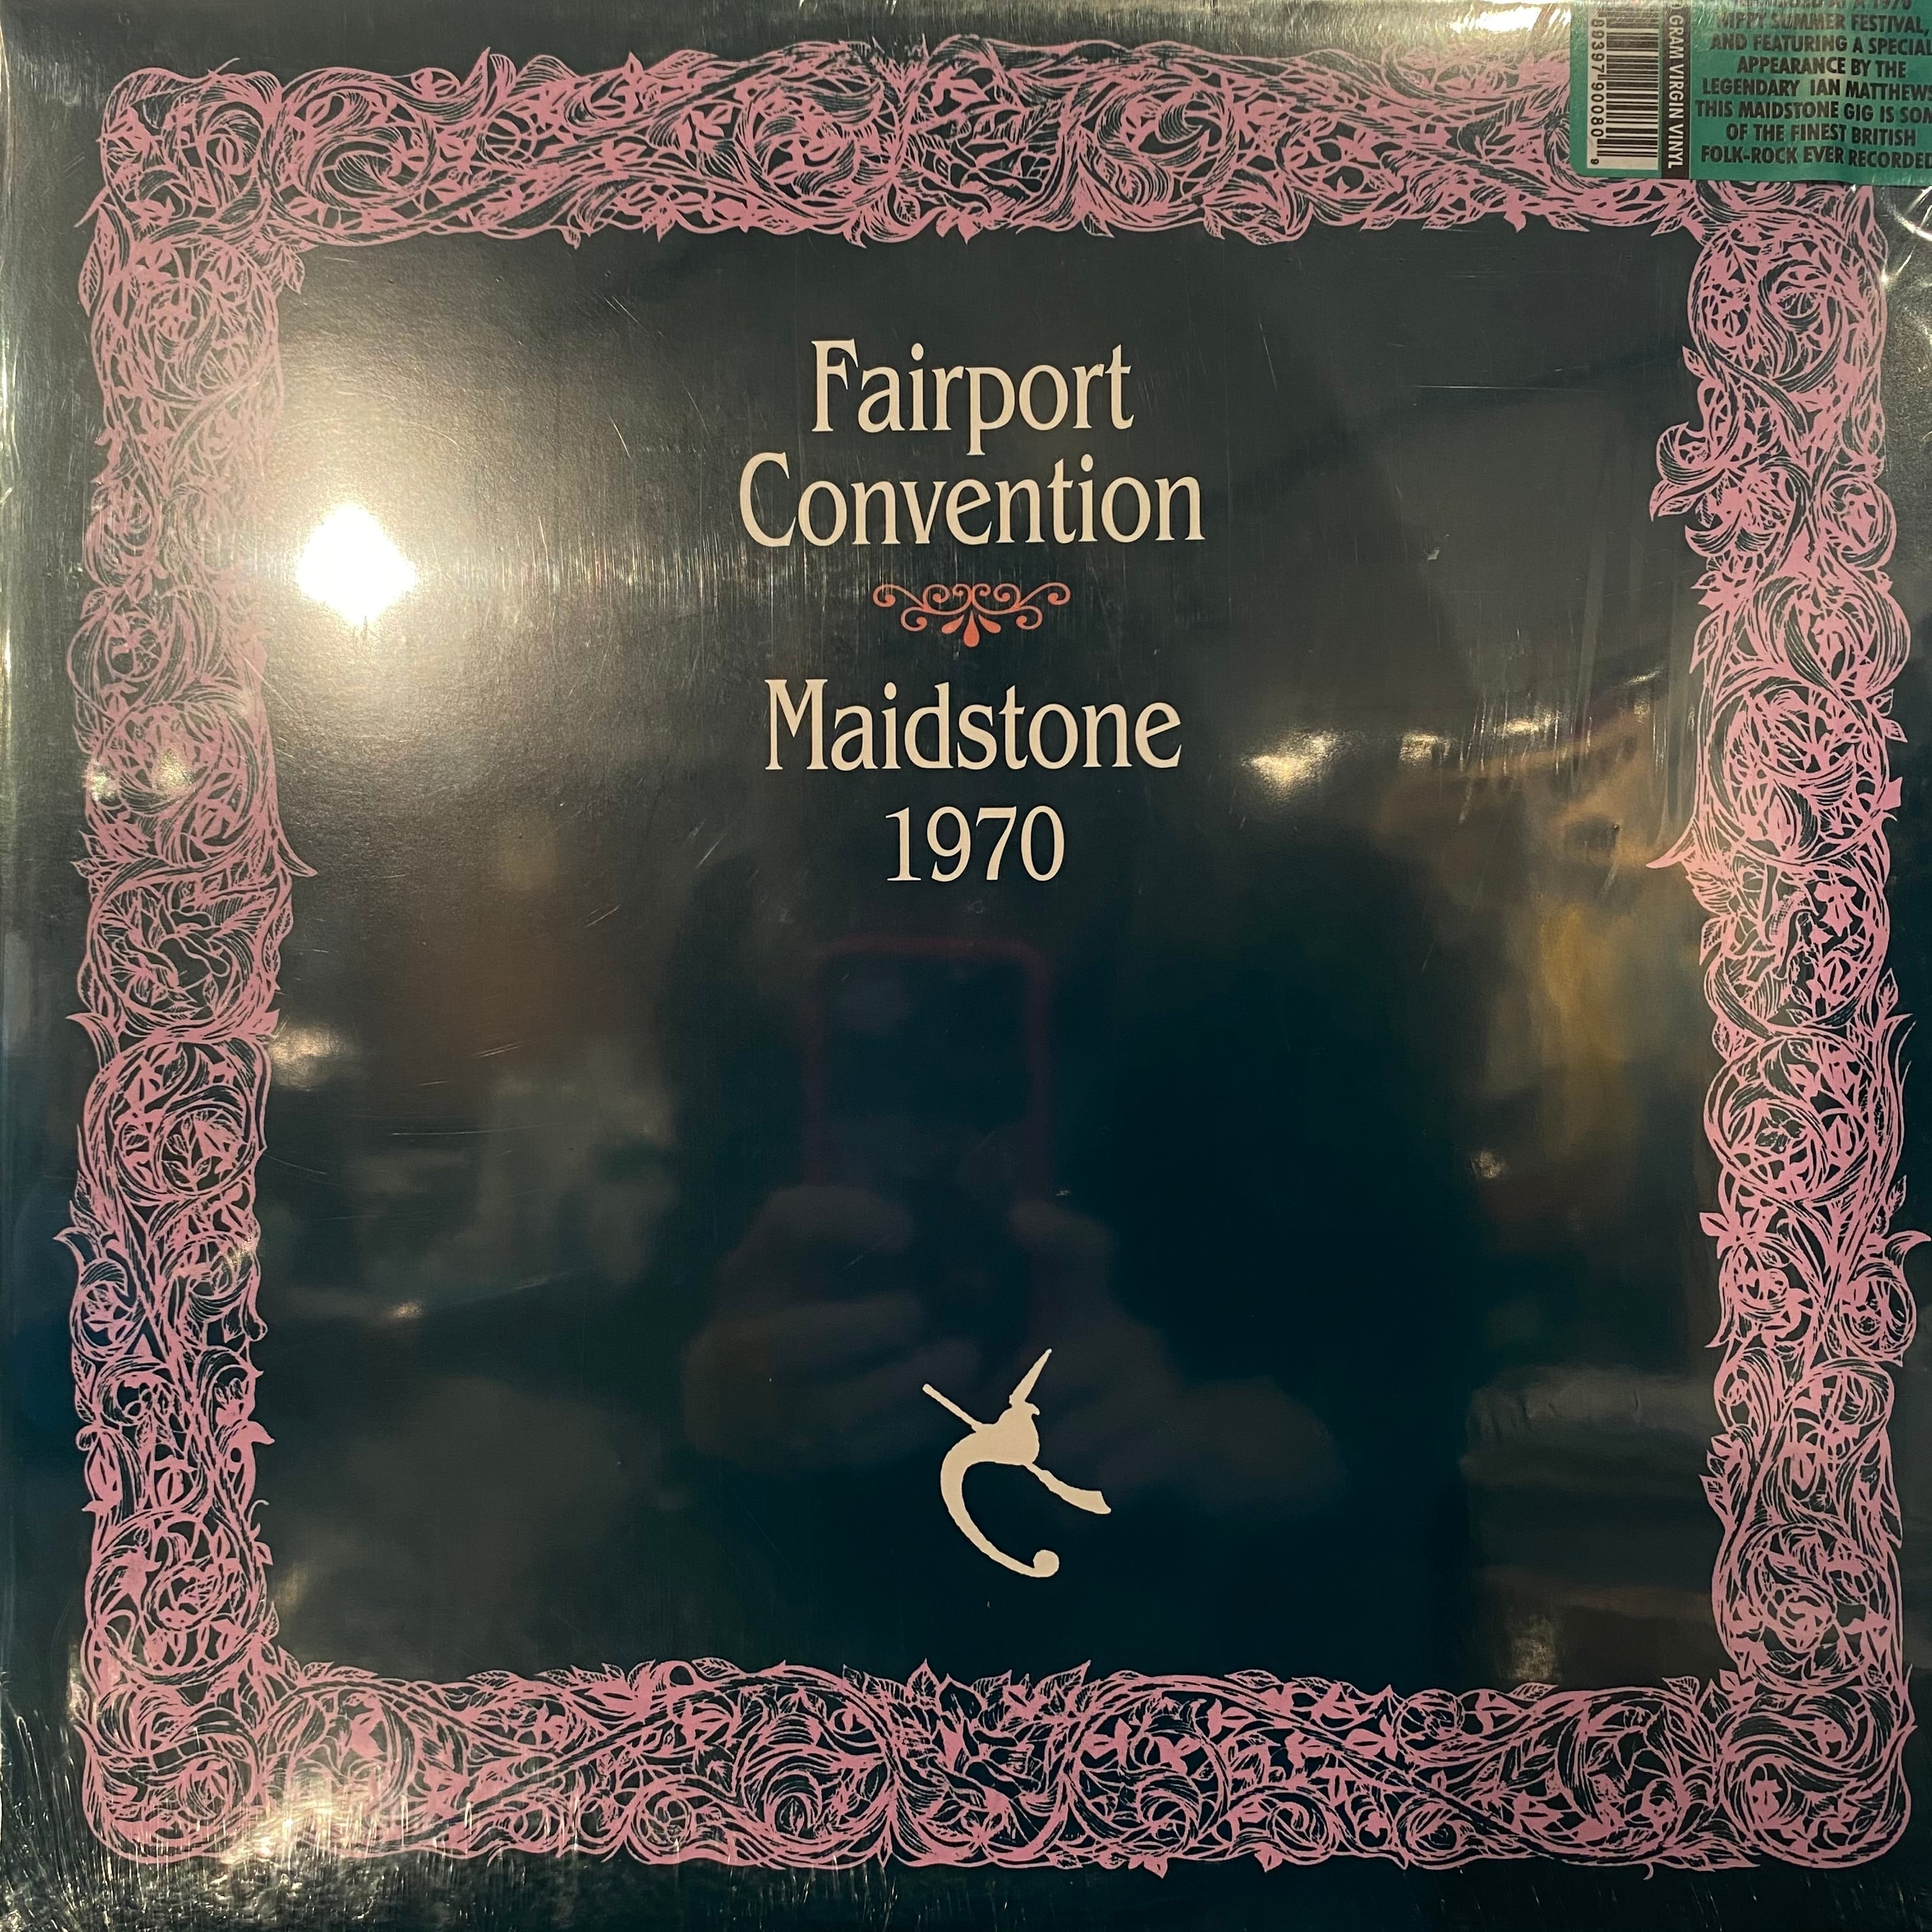 HIPPY SUMMER FESTIVAL
AND FEATURING A SPECIAL
APPEARANCE BY THE
LEGENDARY IAN MATTHEWS
THIS MAIDSTONE GIG IS
OF THE FINEST BRITISH
FOLK-ROCK EVER RECORDED
GRAM VIRGIN VINYL
Fairport
Convention
Maidstone
1970